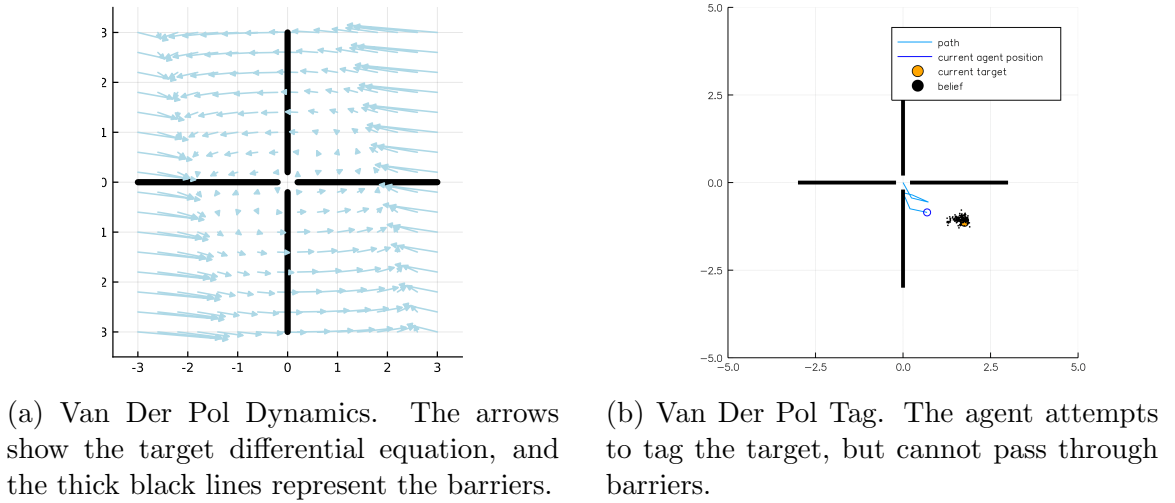 3
2
1
0
1
2
3
-3 -2 -1 0 1 2 3
5.0
2.5
0.0
−2.5
−5.0
−5.0 −2.5 0.0 2.5 5.0
path
current agent position
current target
belief
(a) Van Der Pol Dynamics. The arrows
show the target differential equation, and
the thick black lines represent the barriers.
(b) Van Der Pol Tag. The agent attempts
to tag the target, but cannot pass through
barriers.